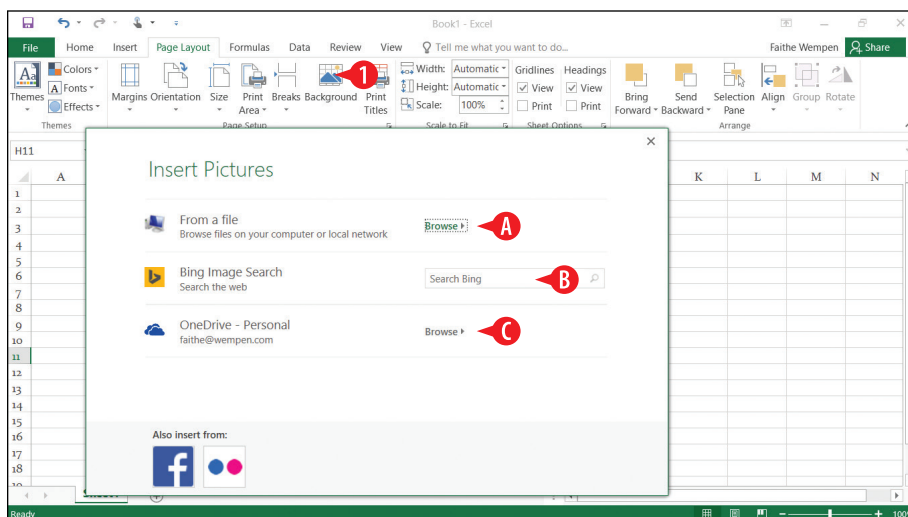 Book1 - Excel
File Home Insert Page Layout Formulas Data Review View Tell me what you want to do... Faithe Wempen Share
Colors Width: Automatic Gridlines Headings
Aa A Fonts Height: Automatic View View
Themes Effects Margins Orientation Size Print Area Breaks Background Print Titles Scale: 100% Print Print Bring Forward Send Backward Selection Pane Align Group Rotate
1
Themes Page Setup Scale to Fit Sheet Options Arrange
H11
A K L M N
Insert Pictures
From a file
Browse files on your computer or local network
Browse
A
Bing Image Search
Search the web
Search Bing
B
OneDrive - Personal
faithe@wempen.com
Browse
C
Also insert from:
f
1
2
3
4
5
6
7
8
9
10
11
12
13
14
15
16
17
18
Ready 100